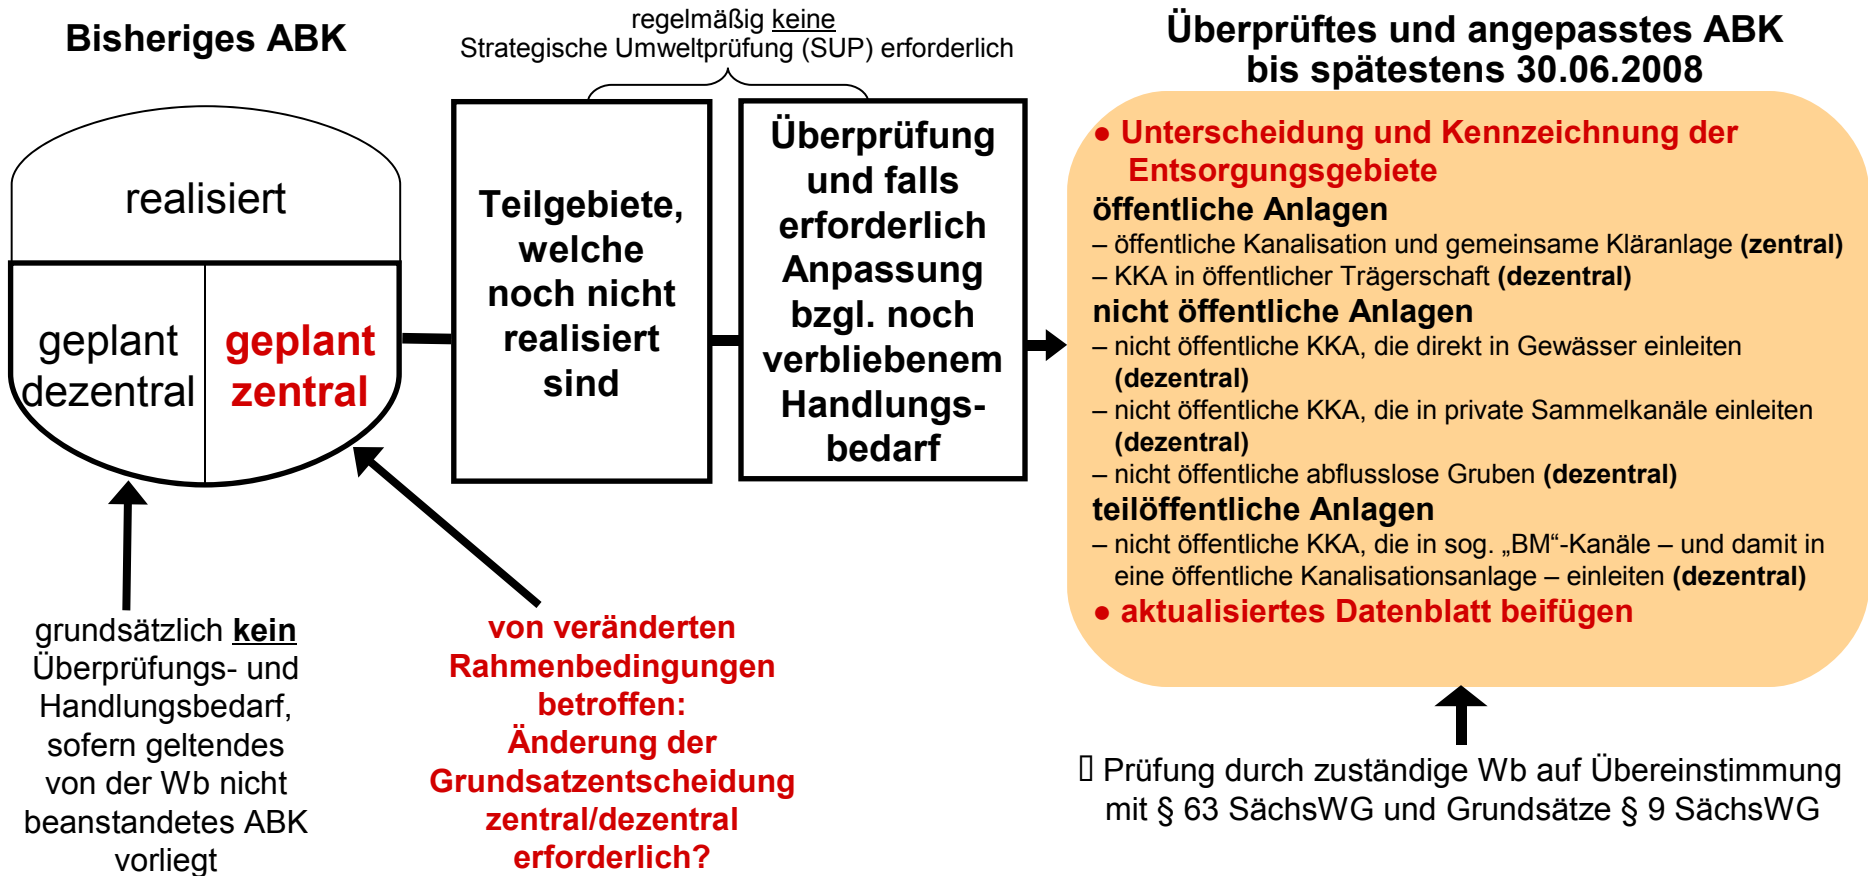 Bisheriges ABK
realisiert
geplant
dezentral
geplant
zentral
grundsätzlich kein
Überprüfungs- und
Handlungsbedarf,
sofern geltendes
von der Wb nicht
beanstandetes ABK
vorliegt
von veränderten
Rahmenbedingungen
betroffen:
Änderung der
Grundsatzentscheidung
zentral/dezentral
erforderlich?
regelmäßig keine
Strategische Umweltprüfung (SUP) erforderlich
Teilgebiete,
welche
noch nicht
realisiert
sind
Überprüfung
und falls
erforderlich
Anpassung
bzgl. noch
verbliebenem
Handlungs-
bedarf
Überprüftes und angepasstes ABK
bis spätestens 30.06.2008
● Unterscheidung und Kennzeichnung der
Entsorgungsgebiete
öffentliche Anlagen
– öffentliche Kanalisation und gemeinsame Kläranlage (zentral)
– KKA in öffentlicher Trägerschaft (dezentral)
nicht öffentliche Anlagen
– nicht öffentliche KKA, die direkt in Gewässer einleiten
(dezentral)
– nicht öffentliche KKA, die in private Sammelkanäle einleiten
(dezentral)
– nicht öffentliche abflusslose Gruben (dezentral)
teilöffentliche Anlagen
– nicht öffentliche KKA, die in sog. „BM“-Kanäle – und damit in
eine öffentliche Kanalisationsanlage – einleiten (dezentral)
● aktualisiertes Datenblatt beifügen
▯ Prüfung durch zuständige Wb auf Übereinstimmung
mit § 63 SächsWG und Grundsätze § 9 SächsWG